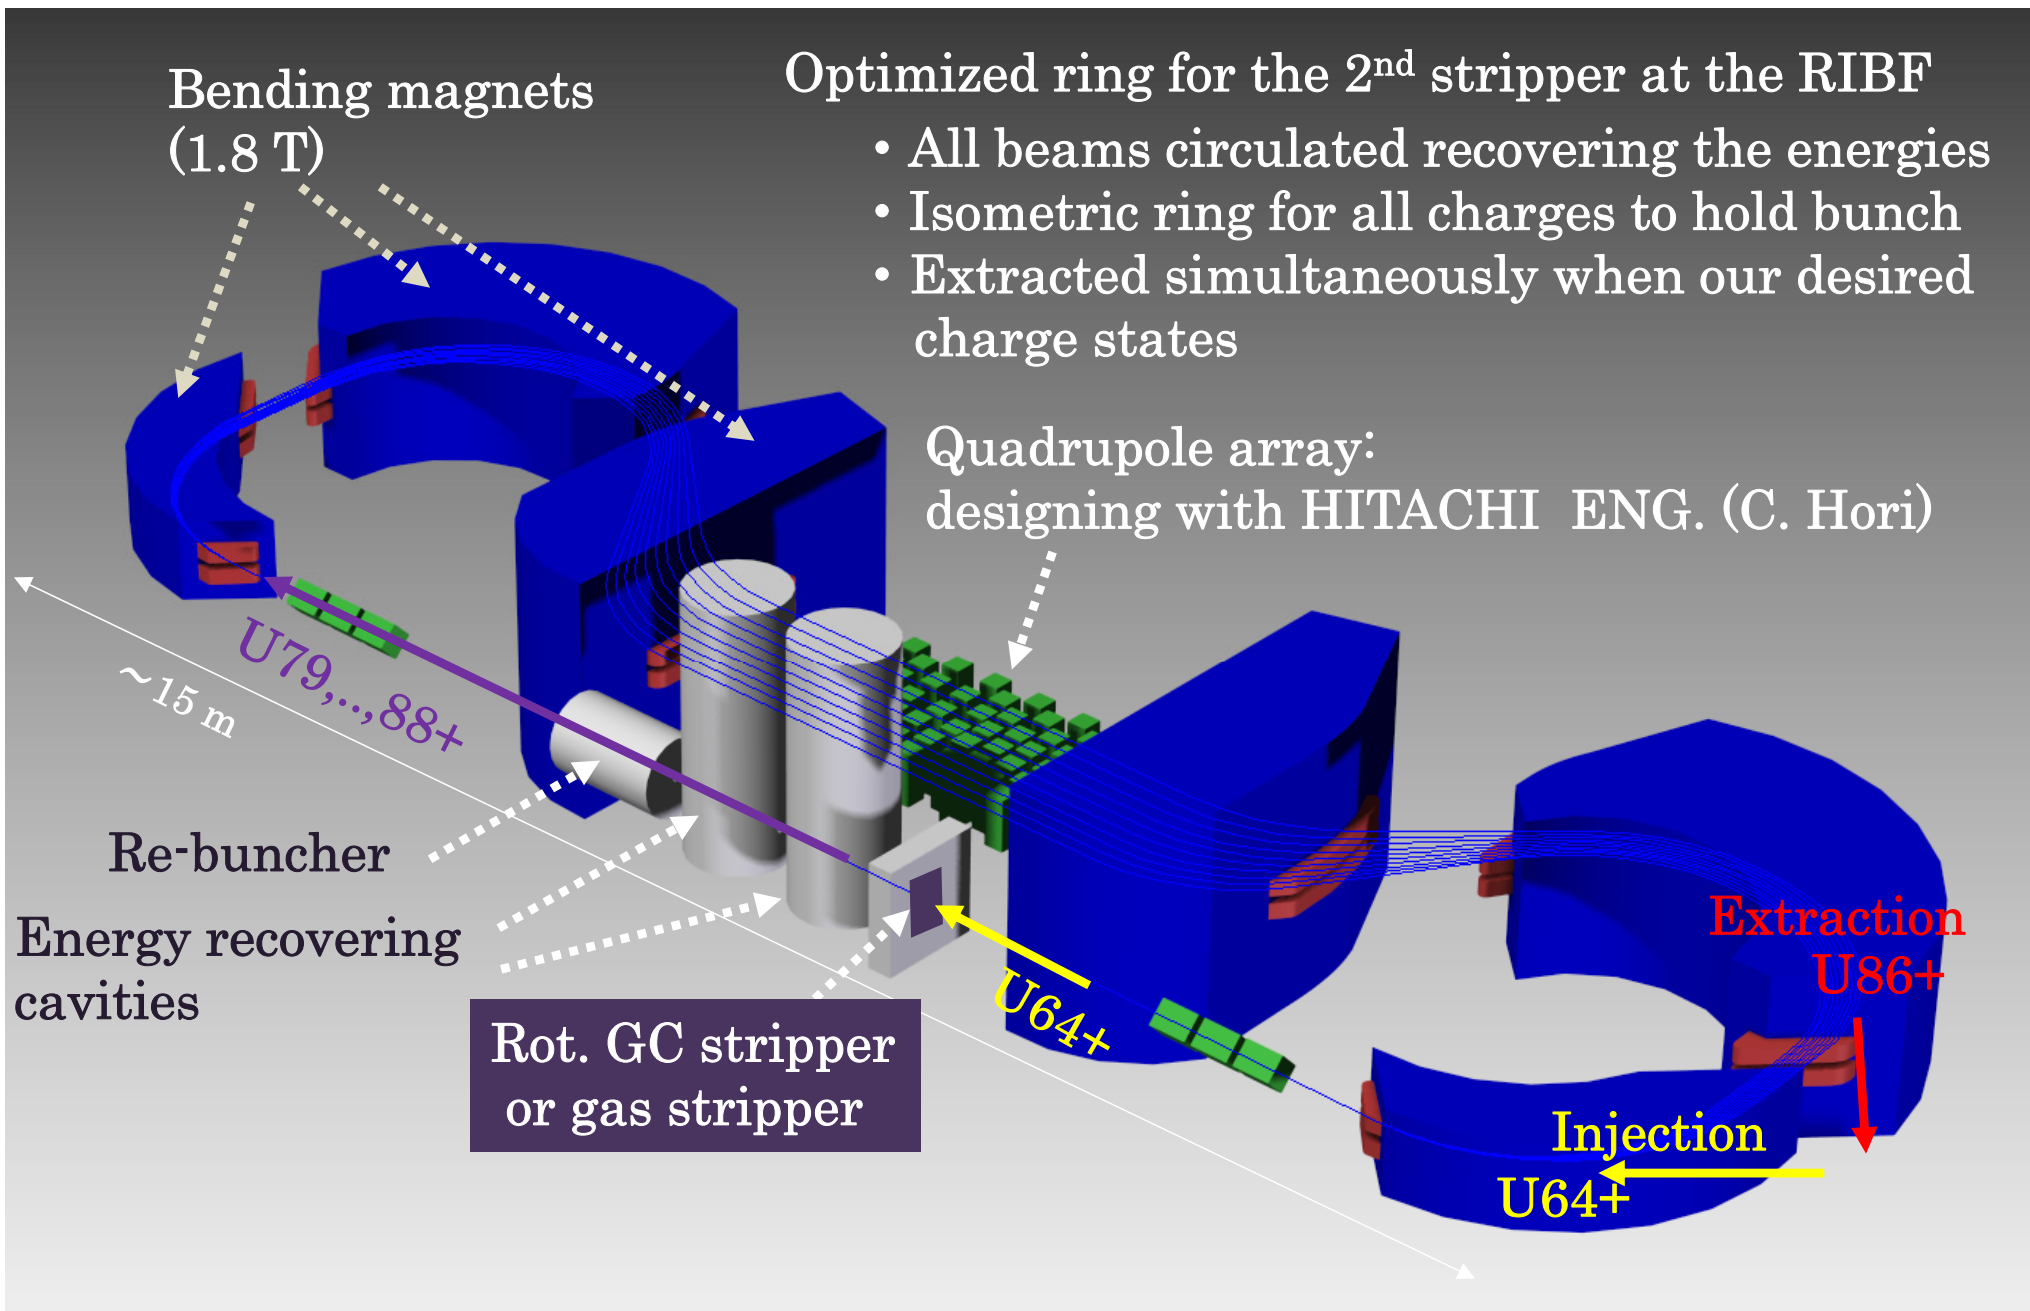 Bending magnets
(1.8 T)
Optimized ring for the 2nd stripper at the RIBF
• All beams circulated recovering the energies
• Isometric ring for all charges to hold bunch
• Extracted simultaneously when our desired
charge states
Quadrupole array:
designing with HITACHI ENG. (C. Hori)
U79,..,88+
~15 m
Re-buncher
Energy recovering
cavities
Rot. GC stripper
or gas stripper
U64+
Extraction
U86+
Injection
U64+